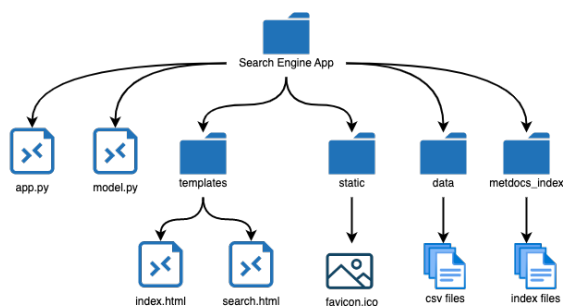 Search Engine App
app.py
model.py
templates
static
data
metdocs_index
index.html
search.html
favicon.ico
csv files
index files